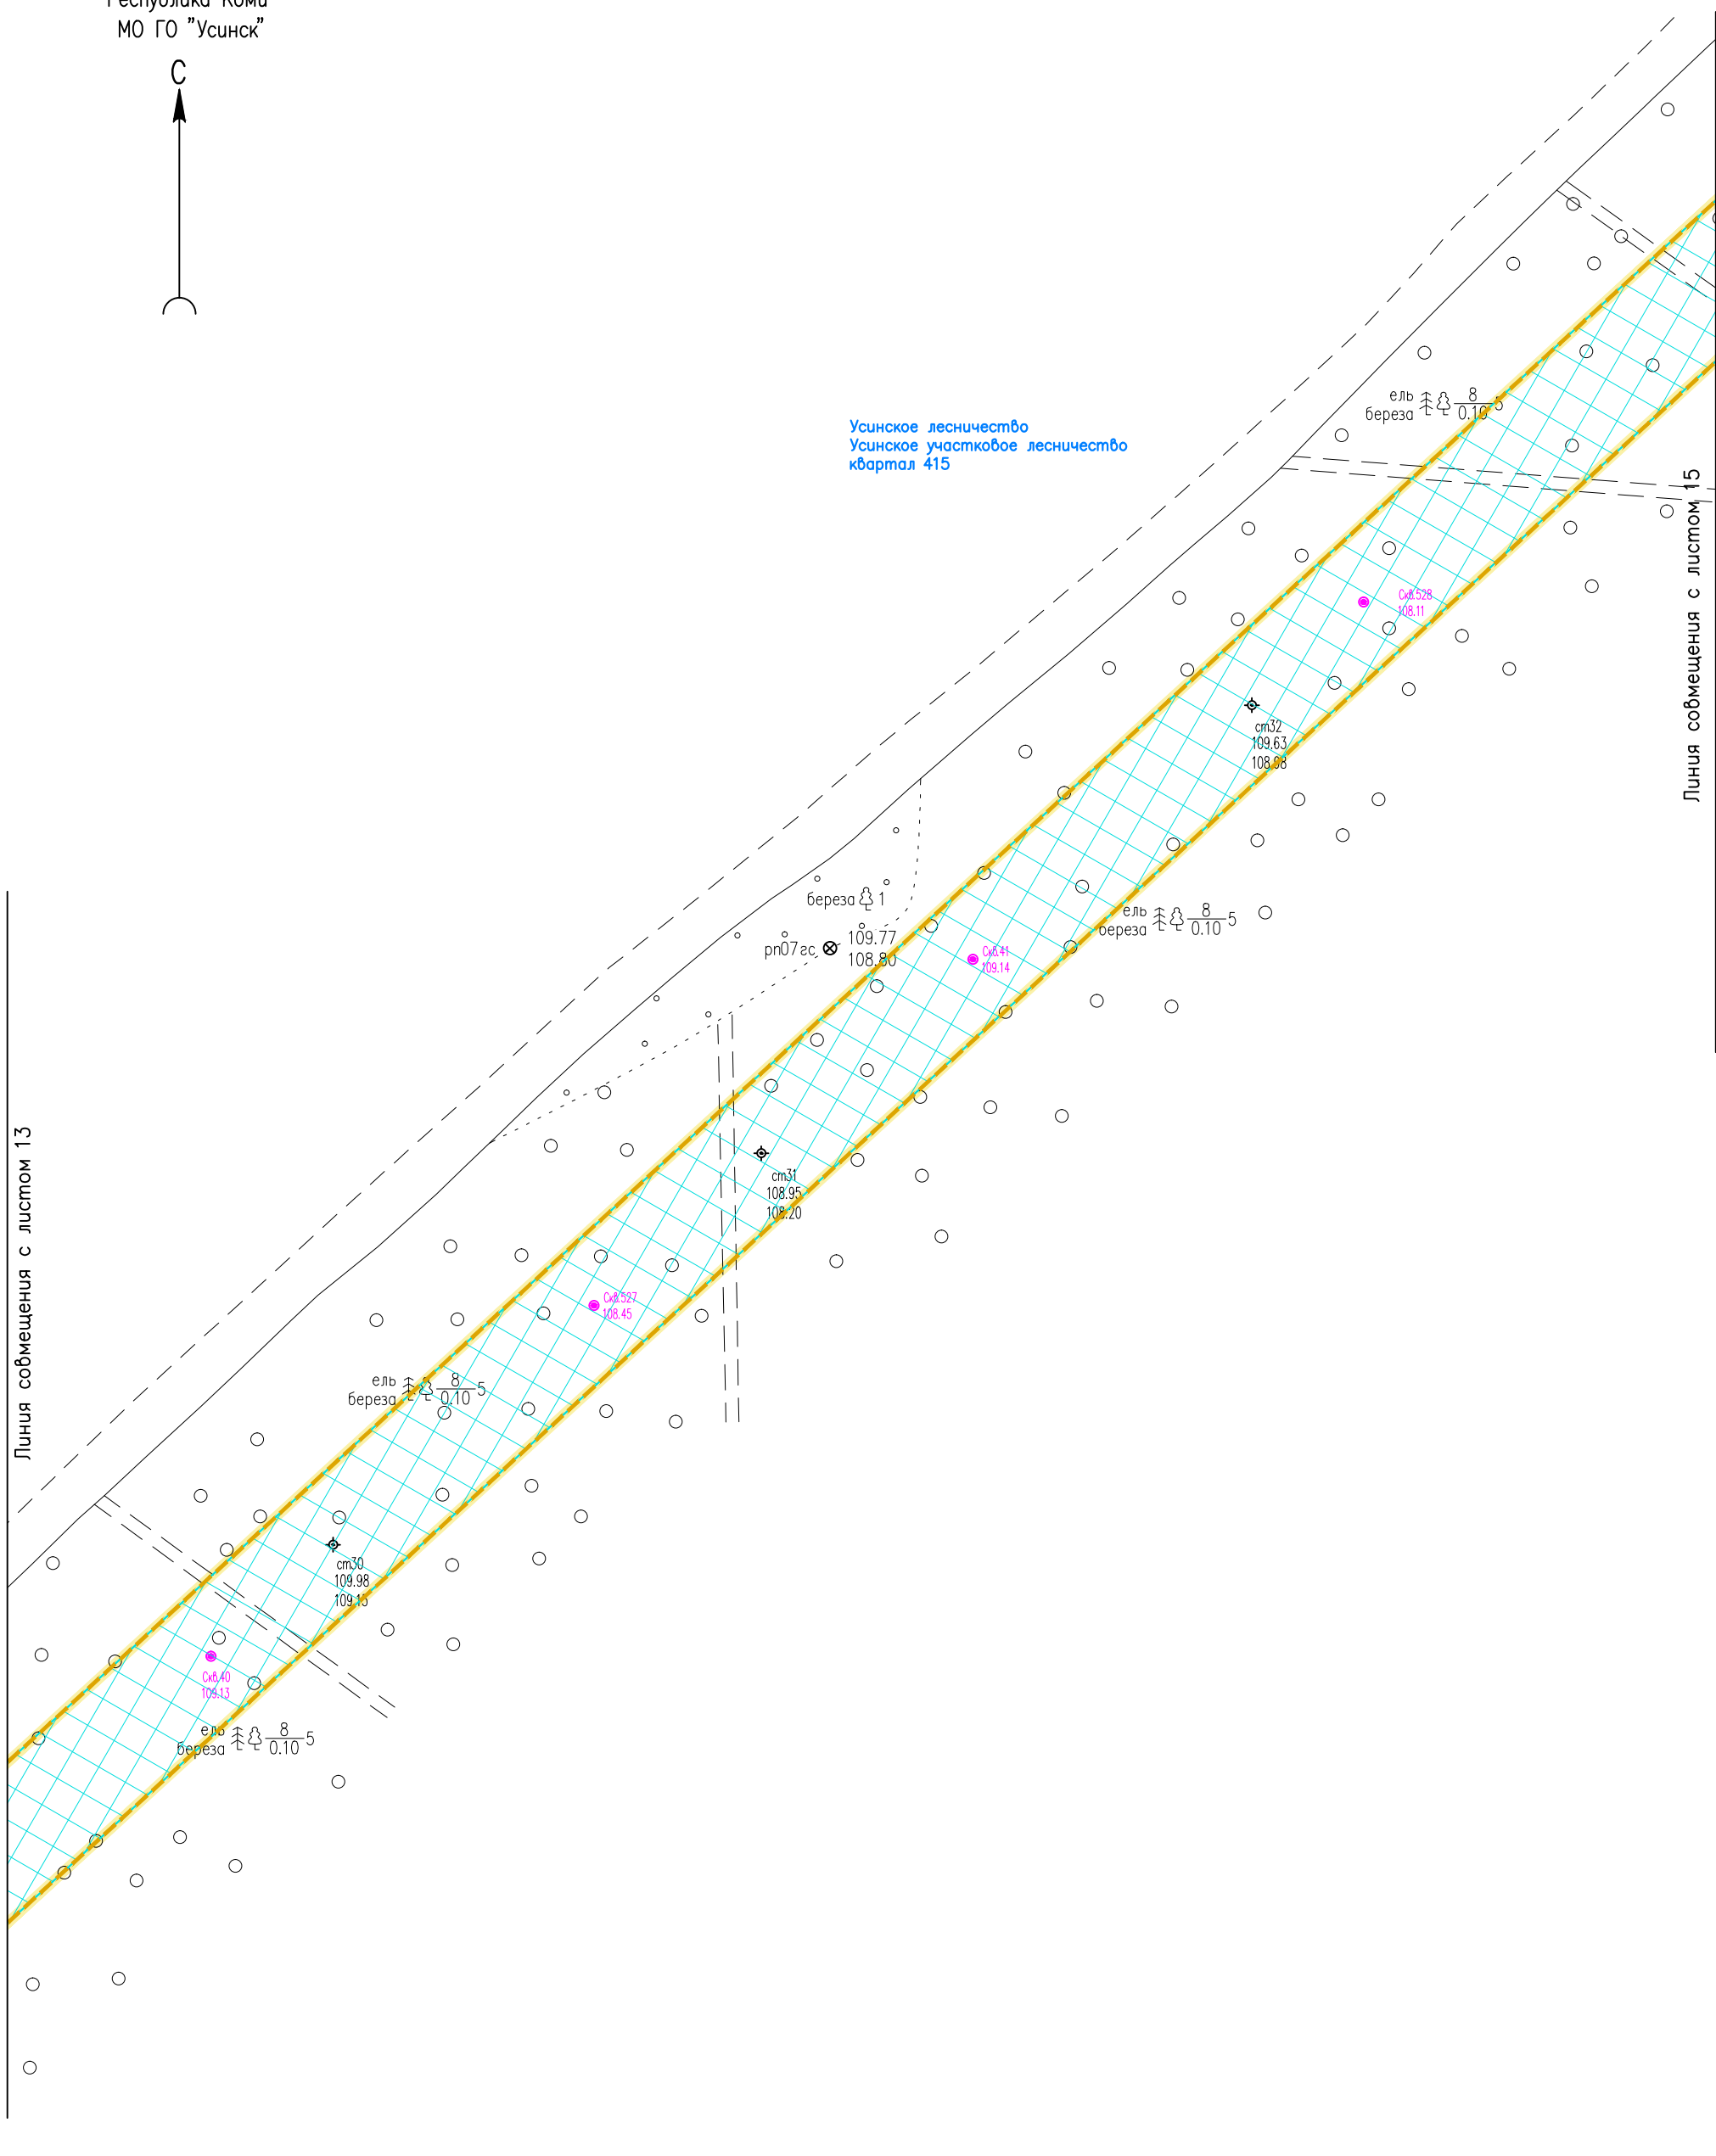 Республика Коми
МО ГО "Усинск"
С
ель
береза
8
0.10
5
Усинское лесничество
Усинское участковое лесничество
квартал 415
Линия совмещения с листом 15
Скв.528
108.11
ст32
109.63
108.98
береза 1
ель
береза
8
0.10
5
рп07гс
109.77
108.80
Скв.41
109.14
Линия совмещения с листом 13
ст31
108.95
108.20
Скв.527
108.45
ель
береза
8
0.10
5
ст30
109.98
109.15
Скв.40
109.13
ель
береза
8
0.10
5